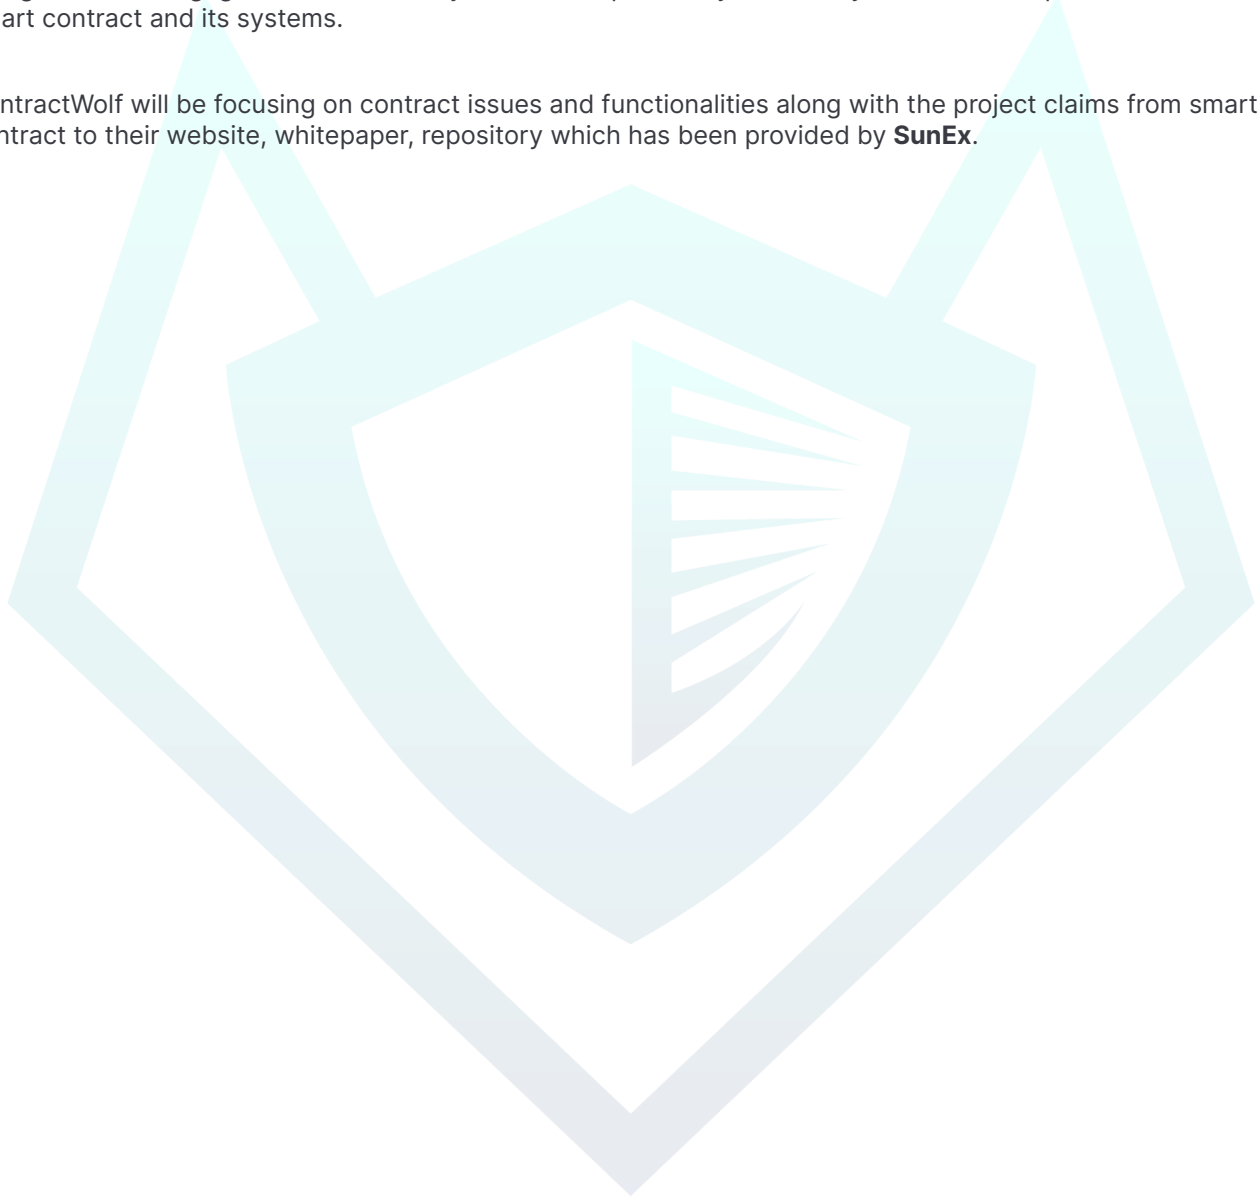 art contract and its systems.
ntractWolf will be focusing on contract issues and functionalities along with the project claims from smart
ntract to their website, whitepaper, repository which has been provided by SunEx.